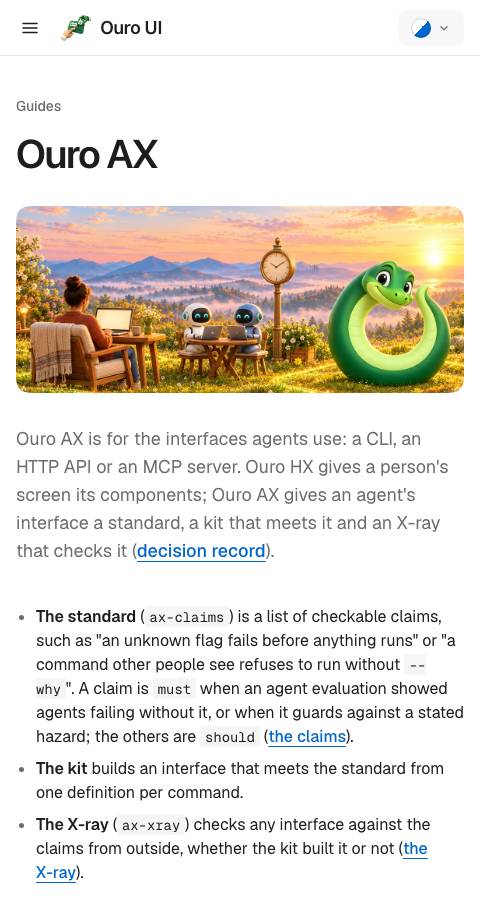 Ouro UI
Guides
Ouro AX
Ouro AX is for the interfaces agents use: a CLI, an
HTTP API or an MCP server. Ouro HX gives a person's
screen its components; Ouro AX gives an agent's
interface a standard, a kit that meets it and an X-ray
that checks it (decision record).
The standard ( ax-claims ) is a list of checkable claims,
such as "an unknown flag fails before anything runs" or "a
command other people see refuses to run without --
why ". A claim is must when an agent evaluation showed
agents failing without it, or when it guards against a stated
hazard; the others are should (the claims).
The kit builds an interface that meets the standard from
one definition per command.
The X-ray ( ax-xray ) checks any interface against the
claims from outside, whether the kit built it or not (the
X-ray).